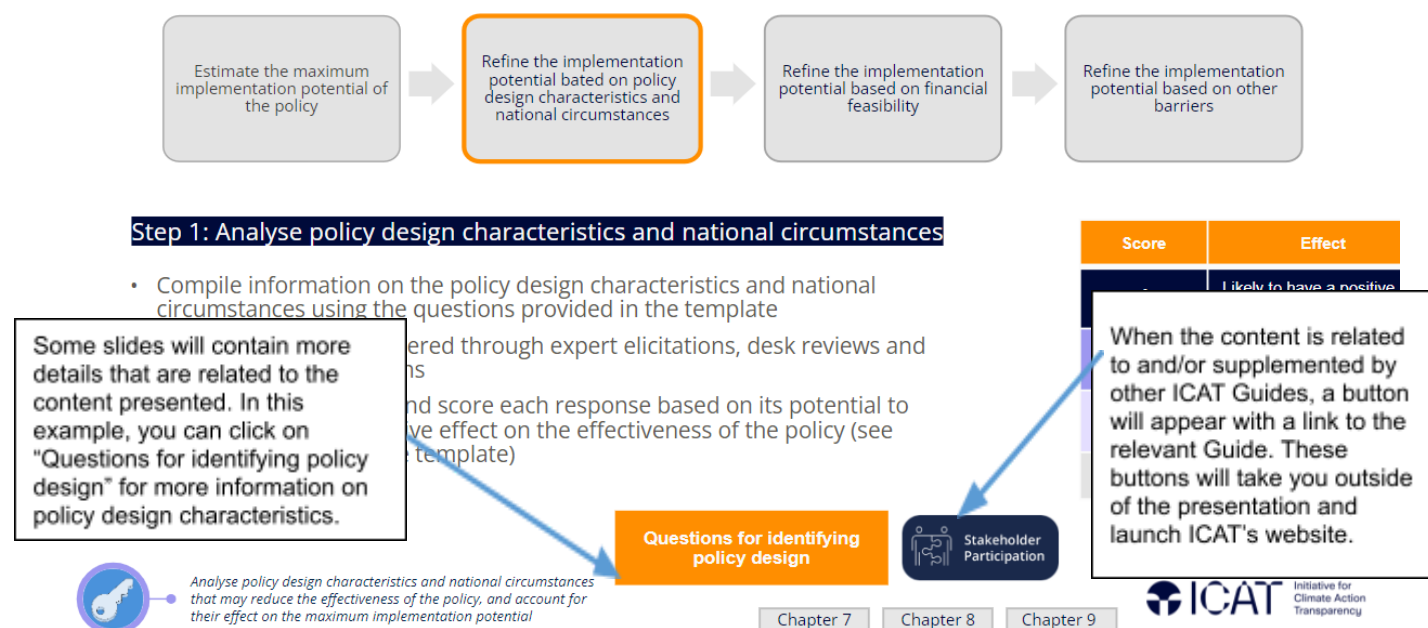 Estimate the maximum
implementation potential of
the policy
Refine the implementation
potential bated on policy
design characteristics and
national circumstances
Refine the implementation
potential based on financial
feasibility
Refine the implementation
potential based on other
barriers
Step 1: Analyse policy design characteristics and national circumstances
• Compile information on the policy design characteristics and national
circumstances using the questions provided in the template
ered through expert elicitations, desk reviews and
ns
nd score each response based on its potential to
ve effect on the effectiveness of the policy (see
e template)
Score
Effect
Likely to have a positive
Some slides will contain more
details that are related to the
content presented. In this
example, you can click on
"Questions for identifying policy
design" for more information on
policy design characteristics.
When the content is related
to and/or supplemented by
other ICAT Guides, a button
will appear with a link to the
relevant Guide. These
buttons will take you outside
of the presentation and
launch ICAT's website.
Questions for identifying
policy design
Stakeholder
Participation
Analyse policy design characteristics and national circumstances
that may reduce the effectiveness of the policy, and account for
their effect on the maximum implementation potential
Chapter 7
Chapter 8
Chapter 9
ICAT
Initiative for
Climate Action
Transparency